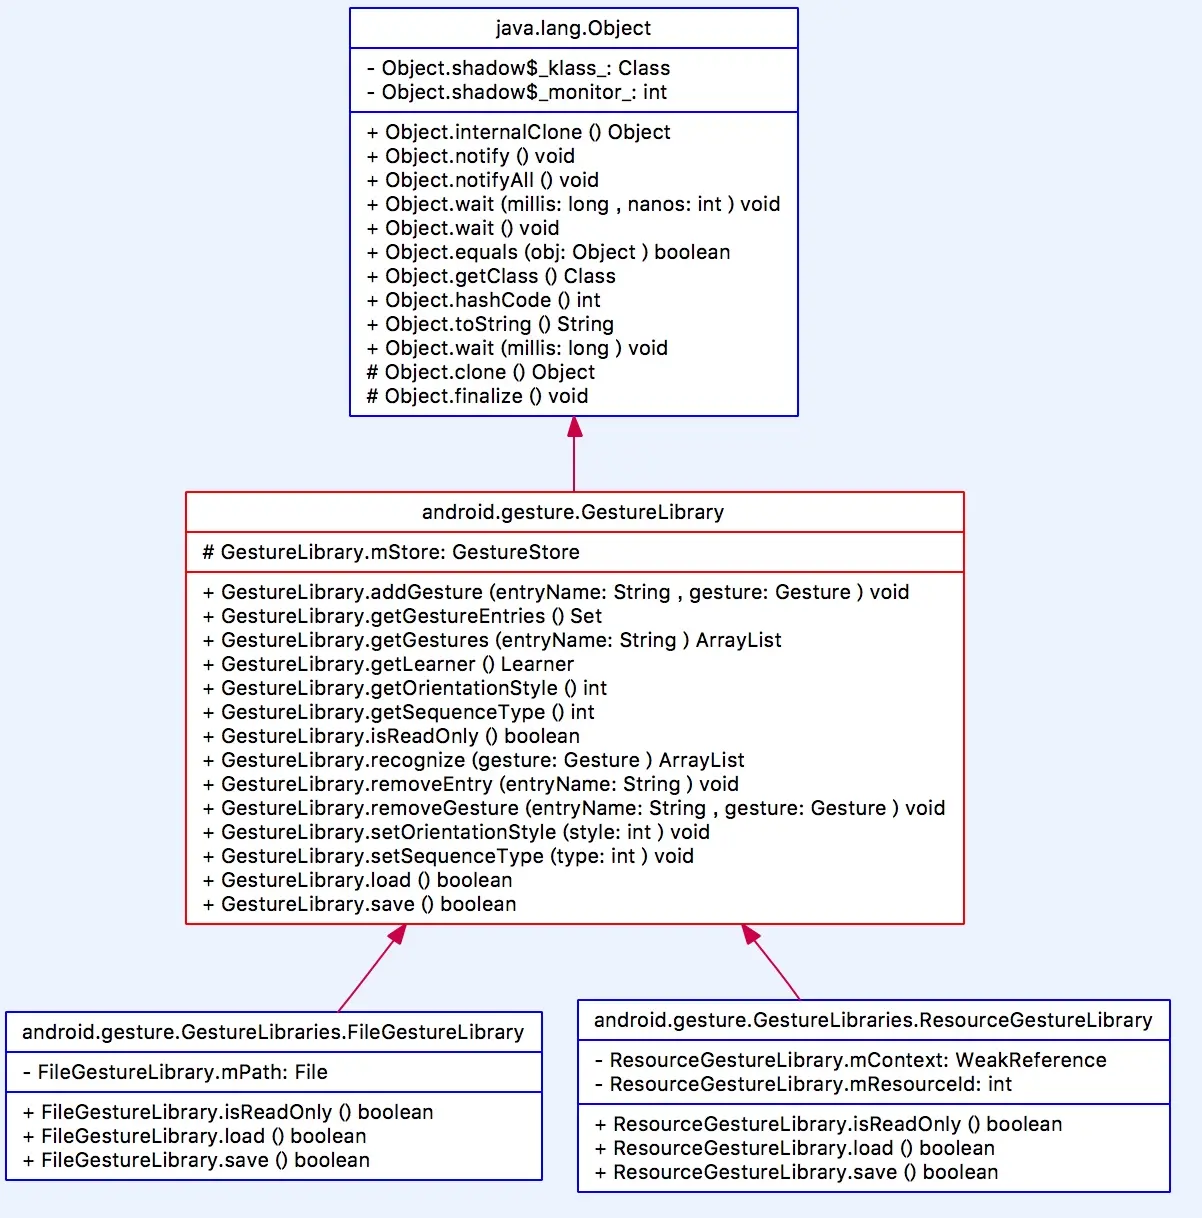 java.lang.Object
- Object.shadow$_klass_: Class
- Object.shadow$_monitor_: int
+ Object.internalClone () Object
+ Object.notify () void
+ Object.notifyAll () void
+ Object.wait (millis: long , nanos: int ) void
+ Object.wait () void
+ Object.equals (obj: Object ) boolean
+ Object.getClass () Class
+ Object.hashCode () int
+ Object.toString () String
+ Object.wait (millis: long ) void
# Object.clone () Object
# Object.finalize () void
android.gesture.GestureLibrary
# GestureLibrary.mStore: GestureStore
+ GestureLibrary.addGesture (entryName: String , gesture: Gesture ) void
+ GestureLibrary.getGestureEntries () Set
+ GestureLibrary.getGestures (entryName: String ) ArrayList
+ GestureLibrary.getLearner () Learner
+ GestureLibrary.getOrientationStyle () int
+ GestureLibrary.getSequenceType () int
+ GestureLibrary.isReadOnly () boolean
+ GestureLibrary.recognize (gesture: Gesture ) ArrayList
+ GestureLibrary.removeEntry (entryName: String ) void
+ GestureLibrary.removeGesture (entryName: String , gesture: Gesture ) void
+ GestureLibrary.setOrientationStyle (style: int ) void
+ GestureLibrary.setSequenceType (type: int ) void
+ GestureLibrary.load () boolean
+ GestureLibrary.save () boolean
android.gesture.GestureLibraries.FileGestureLibrary
- FileGestureLibrary.mPath: File
+ FileGestureLibrary.isReadOnly () boolean
+ FileGestureLibrary.load () boolean
+ FileGestureLibrary.save () boolean
android.gesture.GestureLibraries.ResourceGestureLibrary
- ResourceGestureLibrary.mContext: WeakReference
- ResourceGestureLibrary.mResourceId: int
+ ResourceGestureLibrary.isReadOnly () boolean
+ ResourceGestureLibrary.load () boolean
+ ResourceGestureLibrary.save () boolean